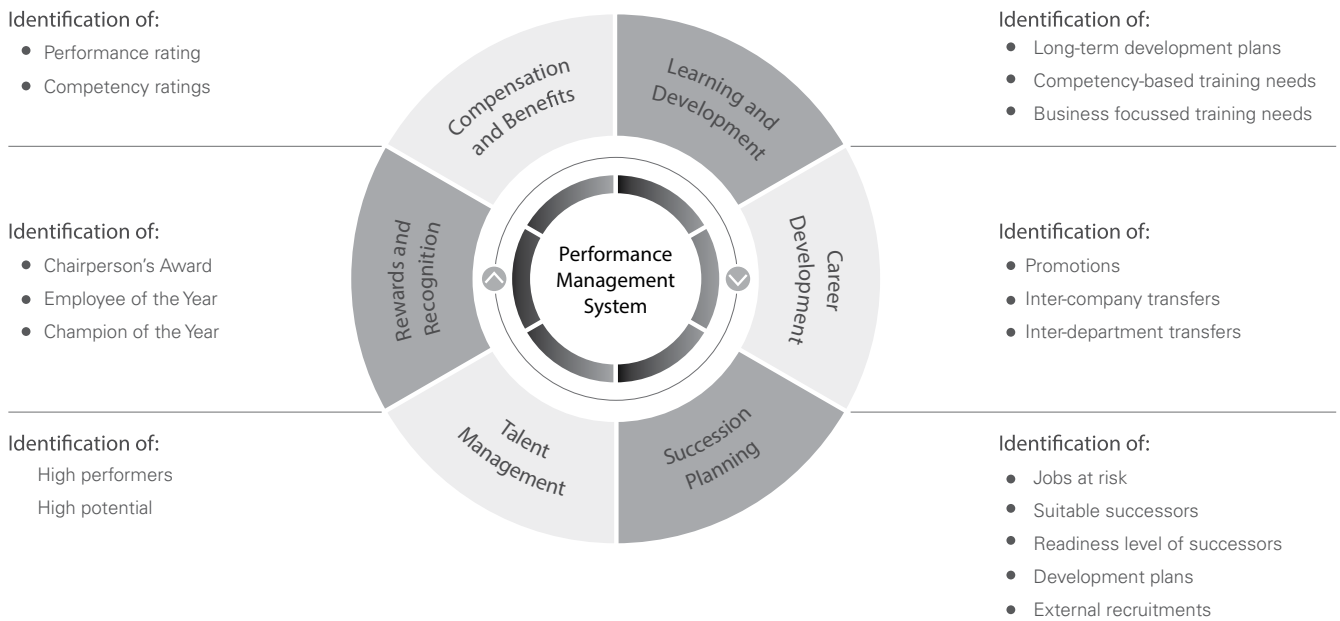 Identification of:
• Performance rating
• Competency ratings
Identification of:
• Chairperson's Award
• Employee of the Year
• Champion of the Year
Identification of:
High performers
High potential
Compensation
and Benefits
Learning and
Development
Career
Development
Succession
Planning
Talent
Management
Rewards and
Recognition
Performance
Management
System
Identification of:
• Long-term development plans
• Competency-based training needs
• Business focussed training needs
Identification of:
• Promotions
• Inter-company transfers
• Inter-department transfers
Identification of:
• Jobs at risk
• Suitable successors
• Readiness level of successors
• Development plans
• External recruitments